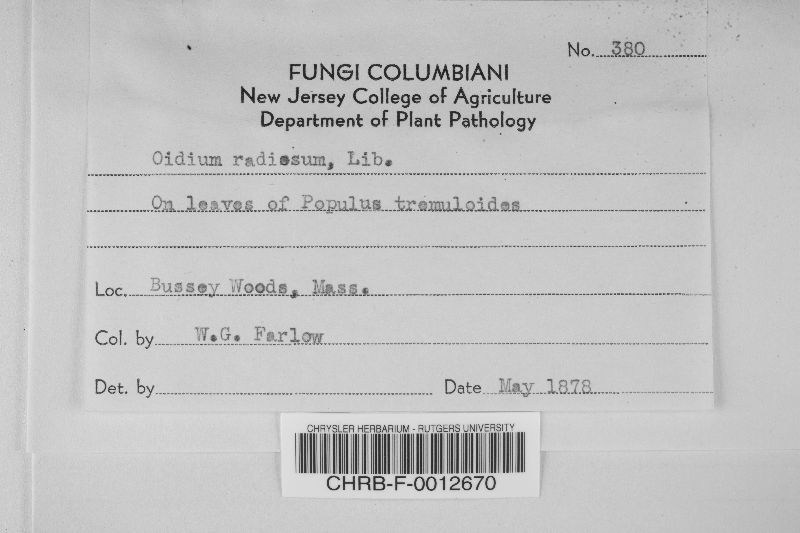 No. 380
FUNGI COLUMBIANI
New Jersey College of Agriculture
Department of Plant Pathology
Oidium radiosum, Lib.
On leaves of Populus tremuloides
Loc. Bussey Woods, Mass.
Col. by W.G. Farlow
Det. by Date May 1878
CHRYSLER HERBARIUM - RUTGERS UNIVERSITY
CHRB-F-0012670